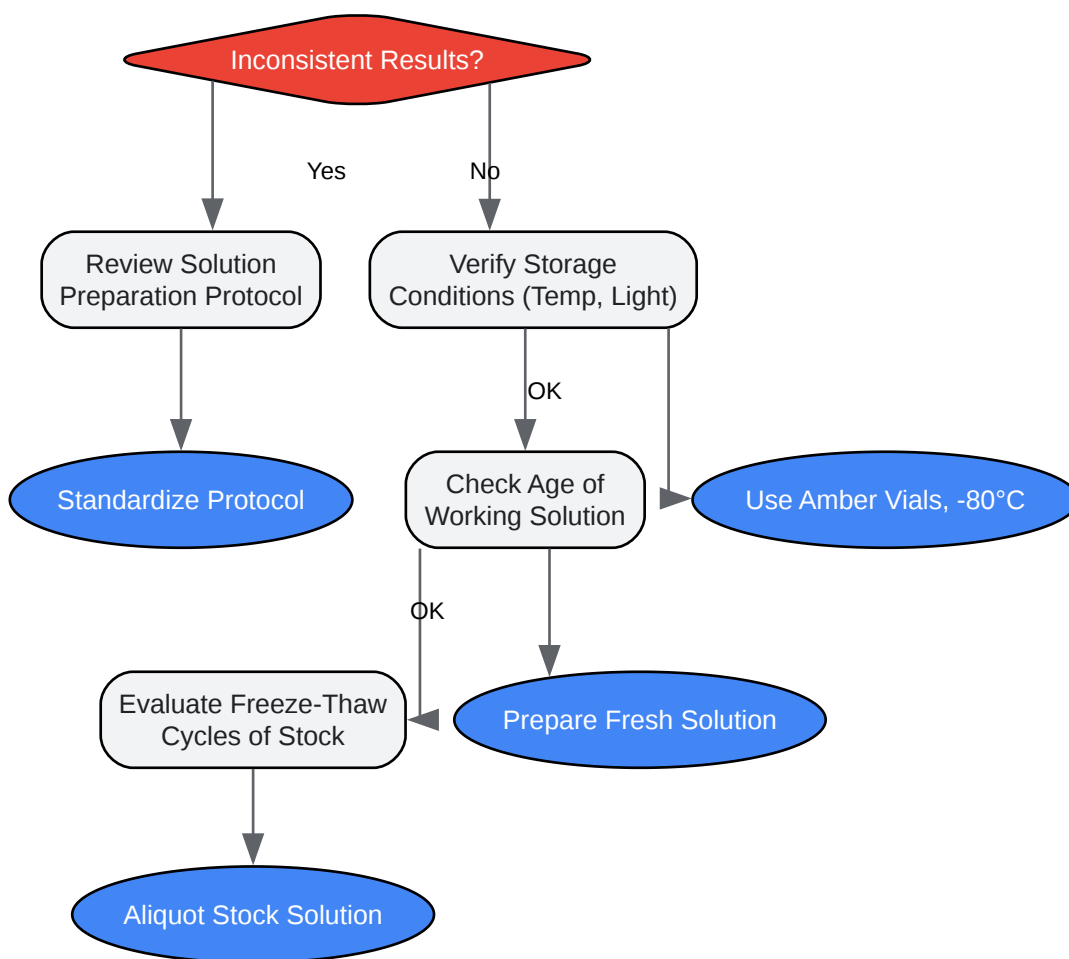 Inconsistent Results?
Yes
No
Review Solution
Preparation Protocol
Verify Storage
Conditions (Temp, Light)
OK
Standardize Protocol
Check Age of
Working Solution
Use Amber Vials, -80°C
OK
Evaluate Freeze-Thaw
Cycles of Stock
Prepare Fresh Solution
Aliquot Stock Solution